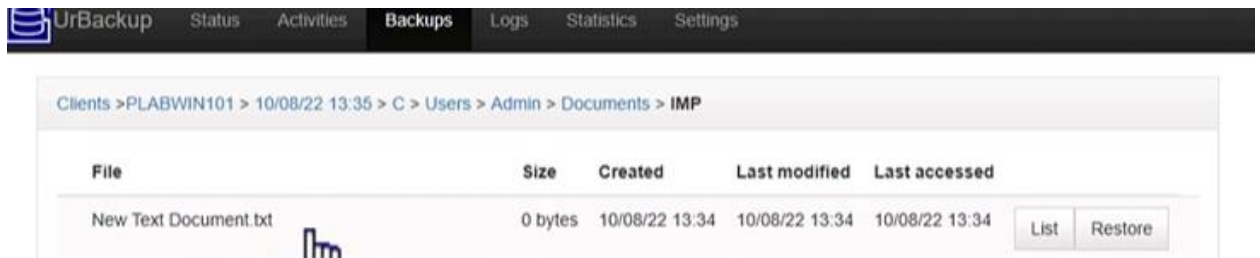 UrBackup Status Activities Backups Logs Statistics Settings
Clients >PLABWIN101 > 10/08/22 13:35 > C > Users > Admin > Documents > IMP
File Size Created Last modified Last accessed
New Text Document.txt 0 bytes 10/08/22 13:34 10/08/22 13:34 10/08/22 13:34 List Restore